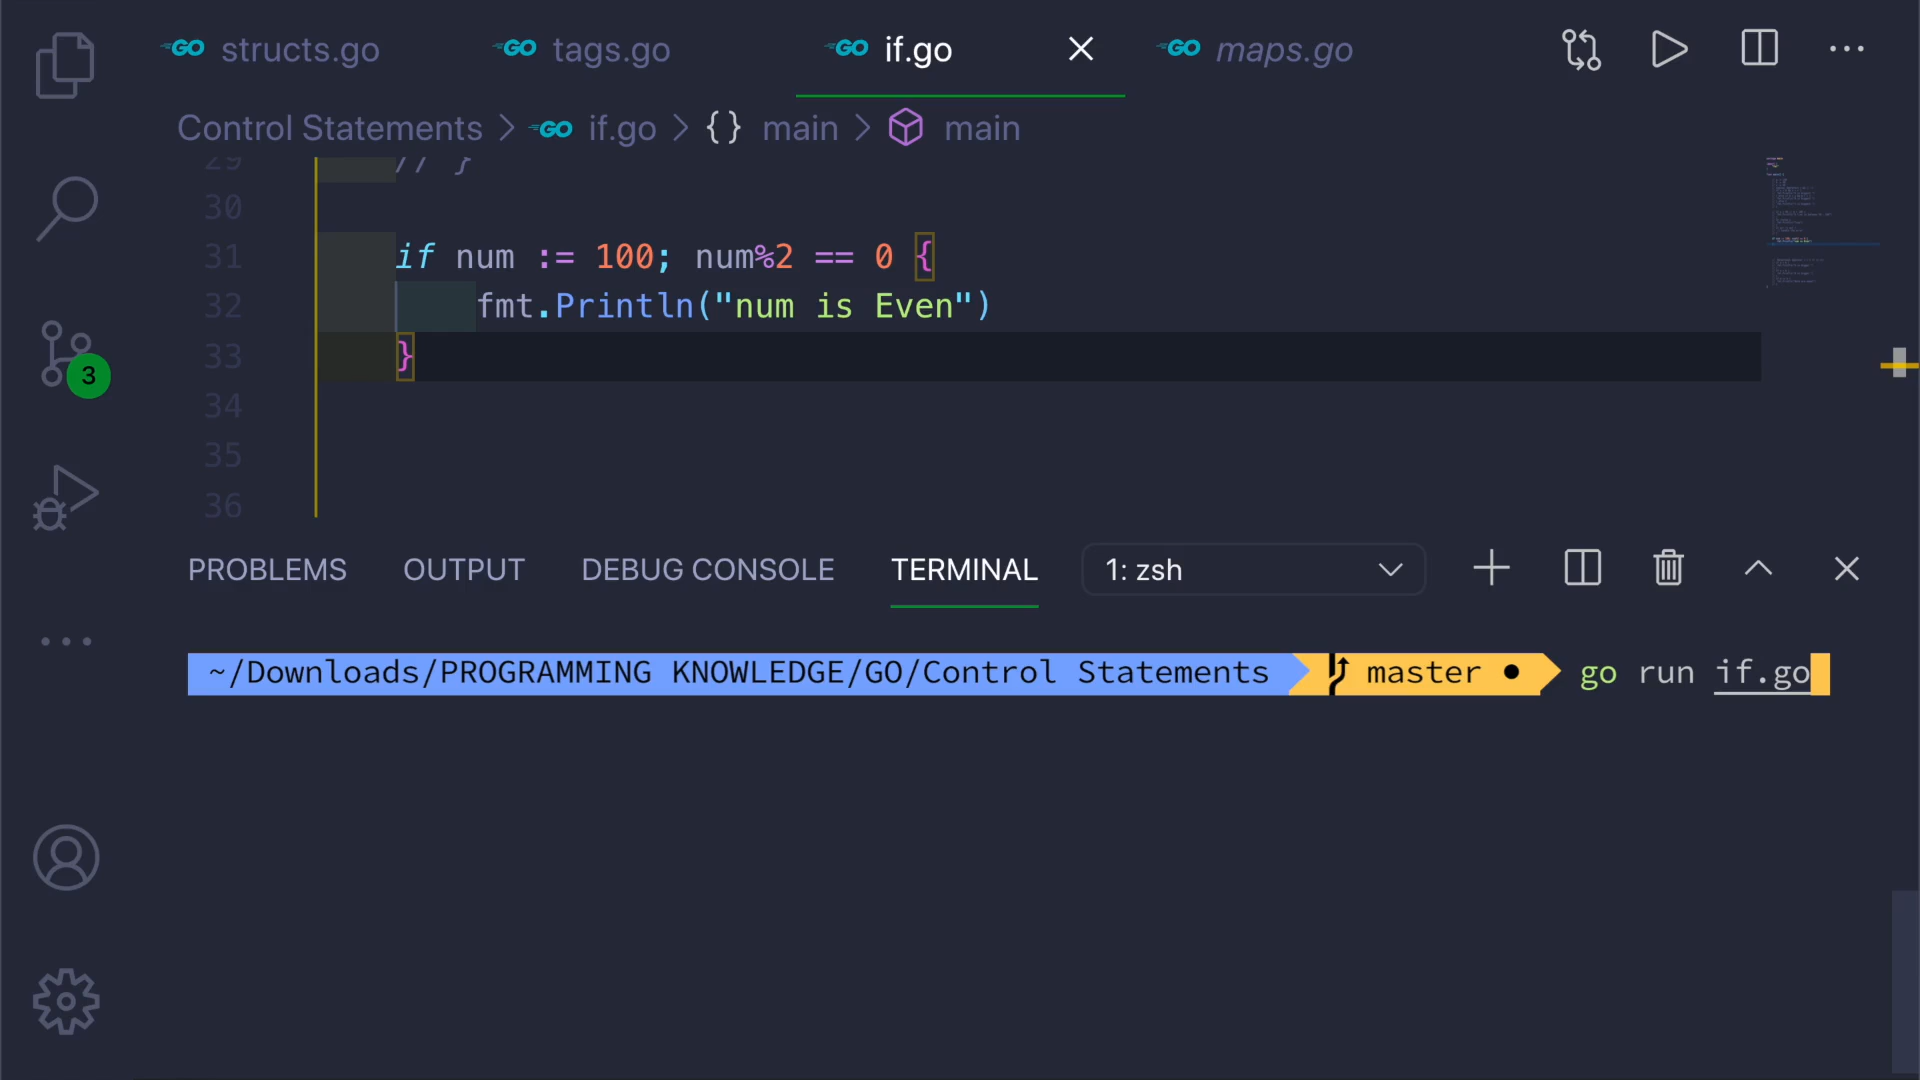 GO structs.go GO tags.go GO if.go GO maps.go
Control Statements > GO if.go > {} main > main
29 // }
30
31 if num := 100; num%2 == 0 {
32 fmt.Println("num is Even")
33 }
34
35
36
3
PROBLEMS OUTPUT DEBUG CONSOLE TERMINAL 1: zsh
~/Downloads/PROGRAMMING KNOWLEDGE/GO/Control Statements master ● go run if.go